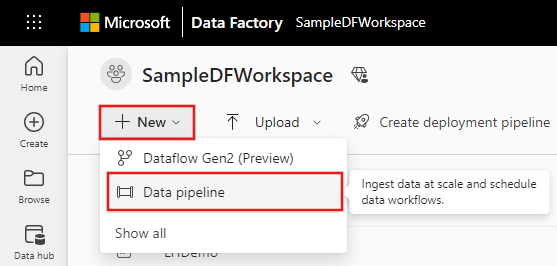 Microsoft Data Factory SampleDFWorkspace
Home
SampleDFWorkspace
Create
New Upload Create deployment pipeline
Dataflow Gen2 (Preview)
Browse
Data pipeline
Ingest data at scale and schedule
data workflows.
Data hub
Show all
LHDemo